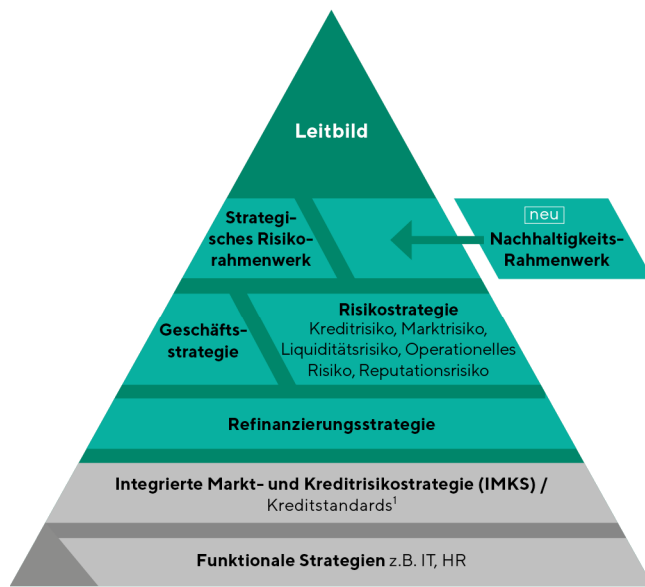 Leitbild
Strategi-
sches Risiko-
rahmenwerk
neu
Nachhaltigkeits-
Rahmenwerk
Geschäfts-
strategie
Risikostrategie
Kreditrisiko, Marktrisiko,
Liquiditätsrisiko, Operationelles
Risiko, Reputationsrisiko
Refinanzierungsstrategie
Integrierte Markt- und Kreditrisikostrategie (IMKS) /
Kreditstandards¹
Funktionale Strategien z.B. IT, HR